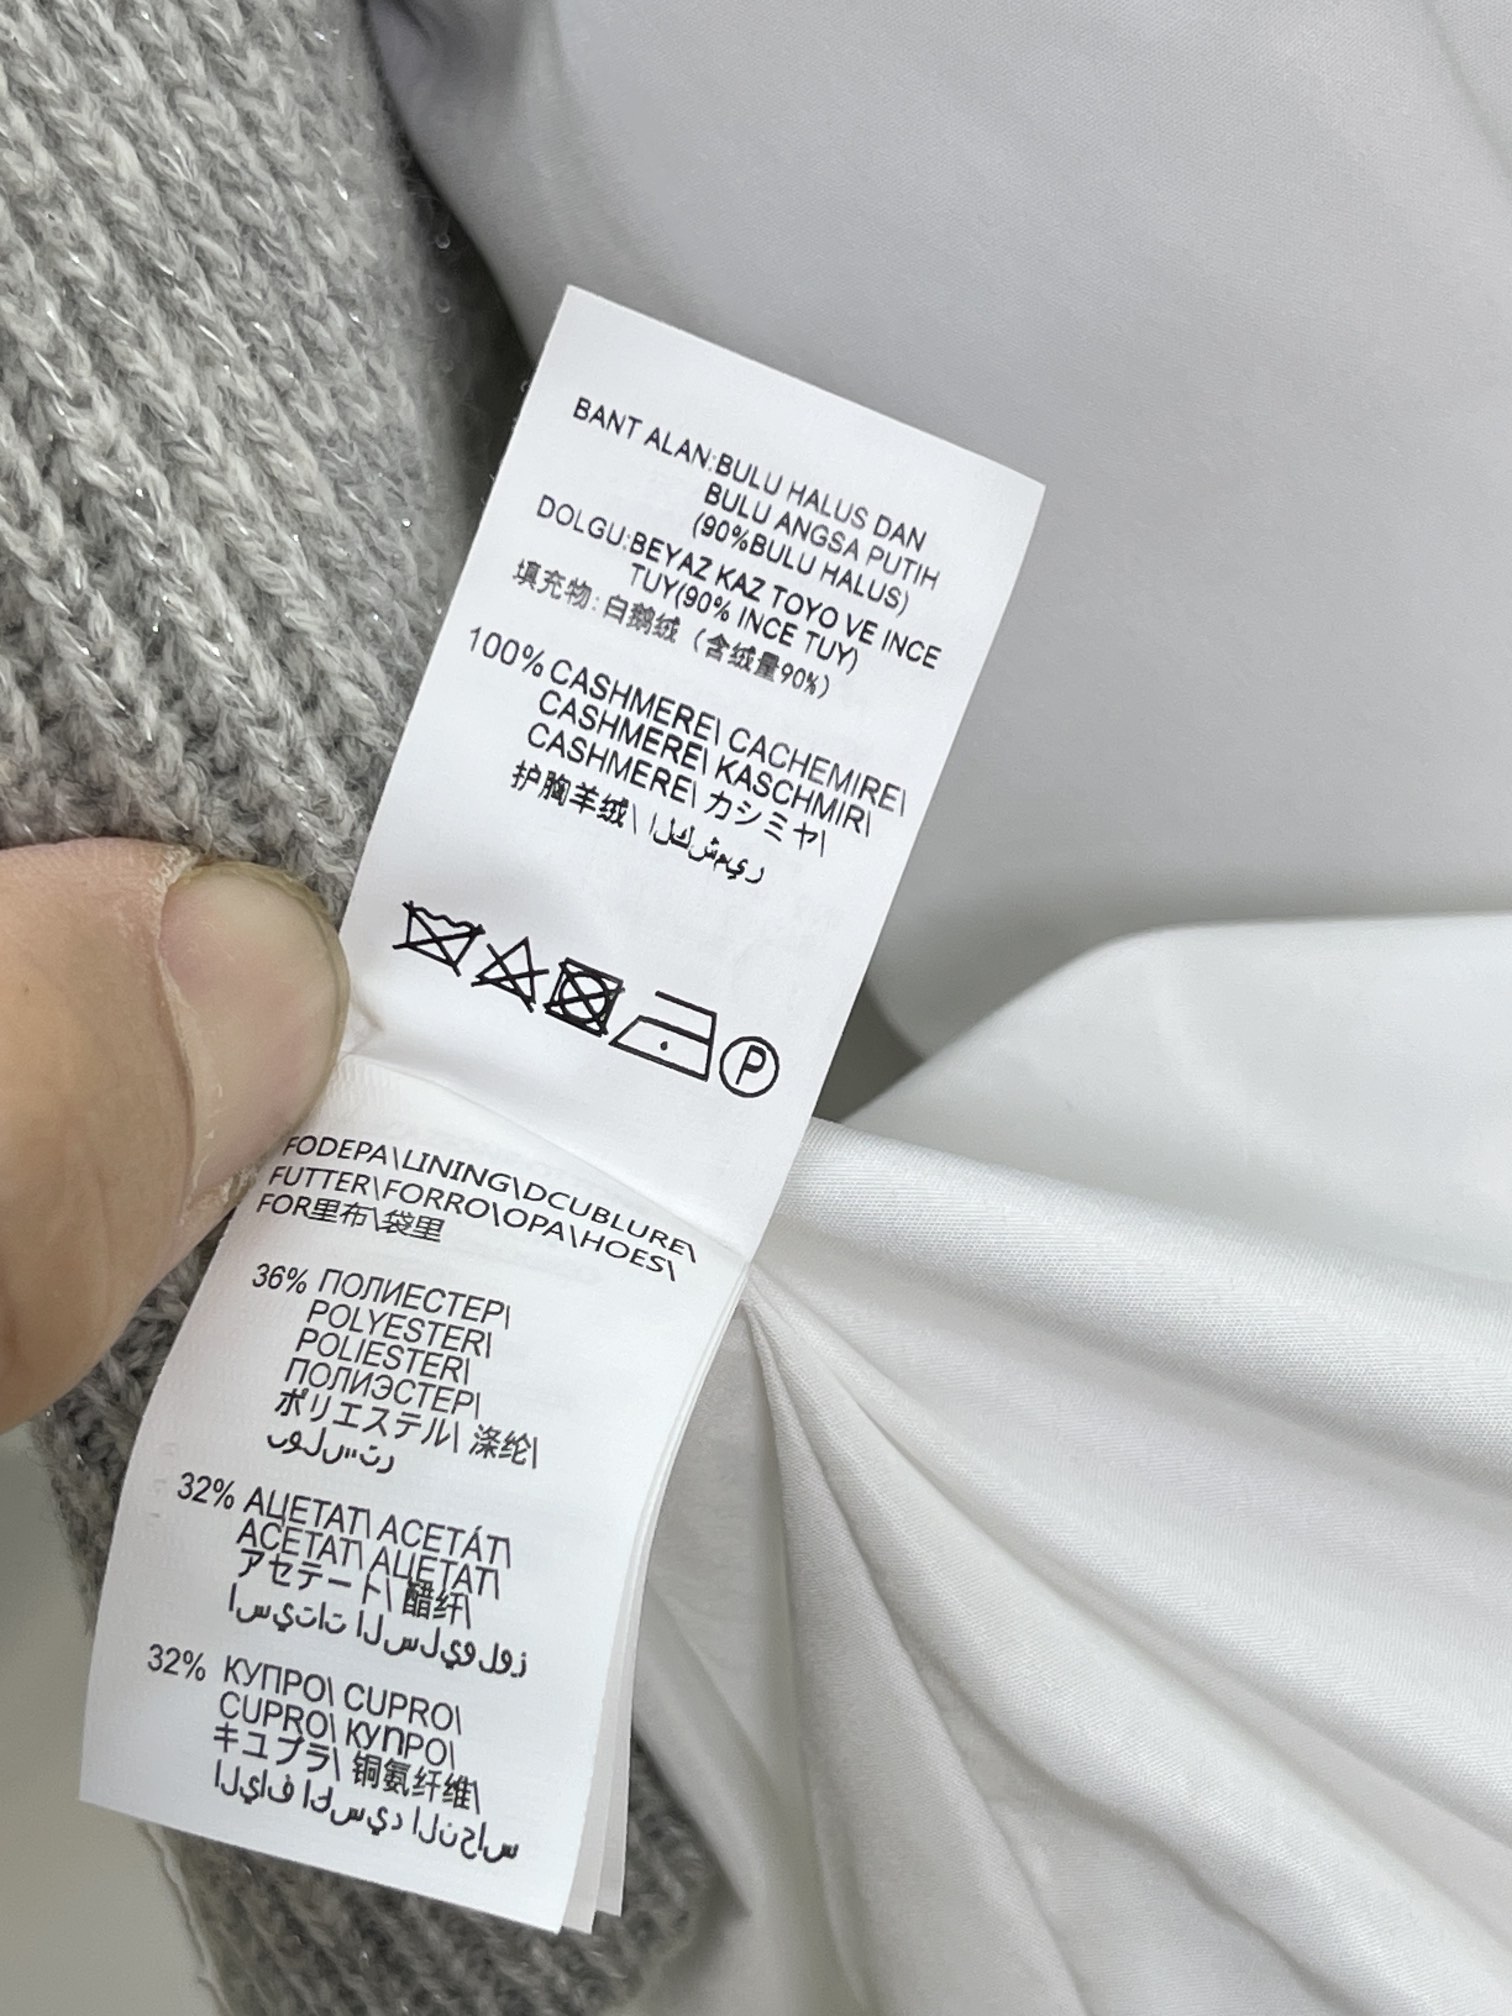 BANT ALAN:BULU HALUS DAN
BULU ANGSA PUTIH
(90%BULU HALUS)
DOLGU:BEYAZ KAZ TOYO VE INCE
TUY(90% INCE TUY)
填充物:白鹅绒(含绒量90%)
100% CASHMERE\ CACHEMIRE\
CASHMERE\ KASCHMIR\
CASHMERE\ カシミヤ\
护胸羊绒\ الكشمير
P
FODEPA\LINING\DCUBLURE\
FUTTER\FORRO\OPA\HOES\
FOR里布\袋里
36% ПОЛИЕСТЕР\
POLYESTER\
POLIESTER\
ПОЛИЭСТЕР\
ポリエステル\ 涤纶\
بوليستر
32% АЦЕТАТ\ ACETÁT\
ACETAT\ АЦЕТАТ\
アセテート\ 醋纤\
اسيتات السليولوز
32% КУПРО\ CUPRO\
CUPRO\ купPO\
キュプラ\ 铜氨纤维\
الياف اكسيد النحاس